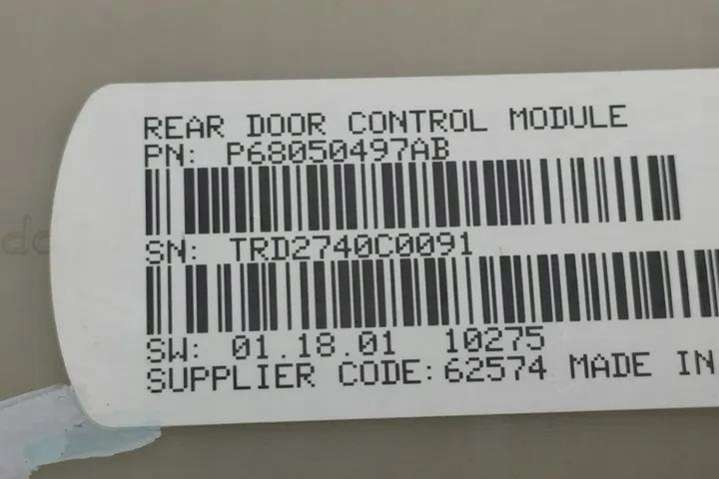 REAR DOOR CONTROL MODULE
PN: P68050497AB
SN: TRD2740C0091
SW: 01.18.01 10275
SUPPLIER CODE:62574 MADE IN